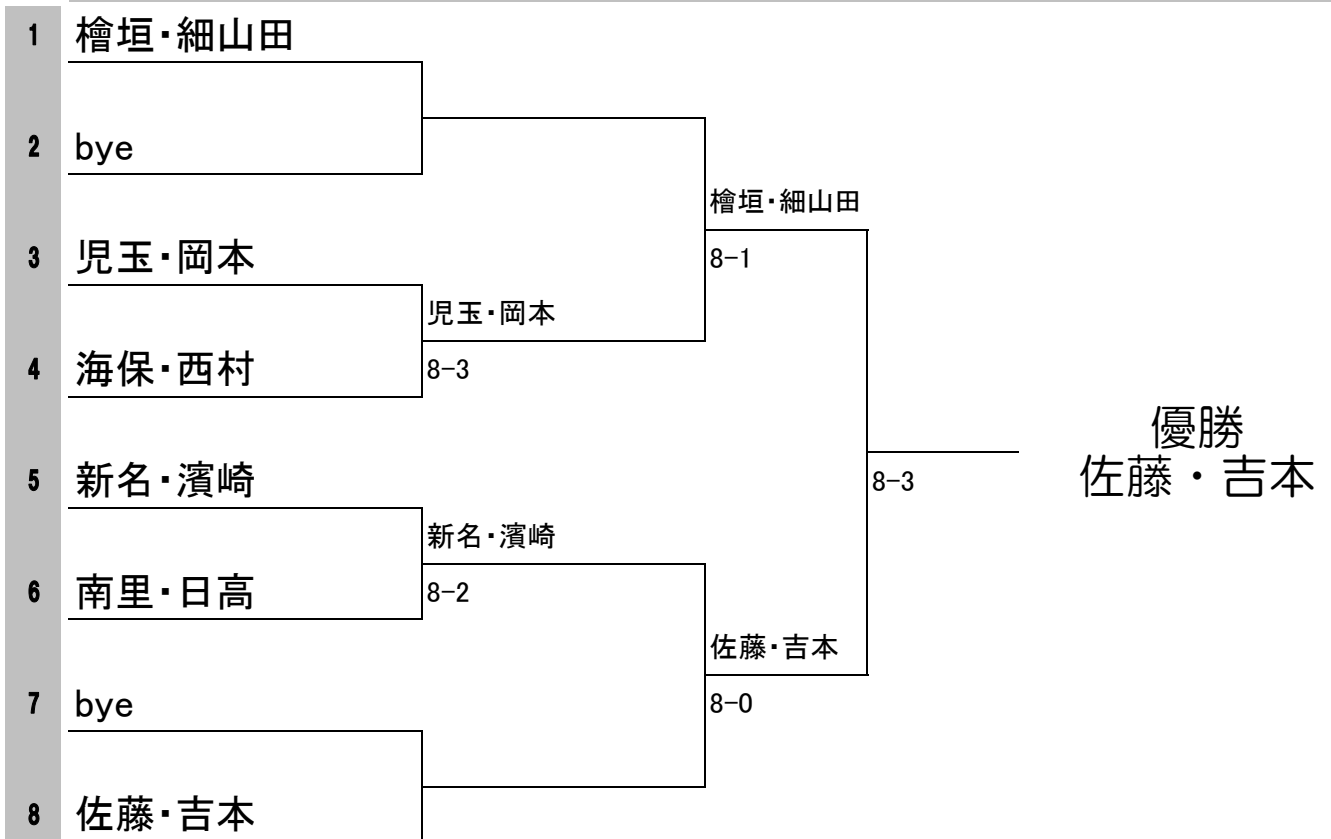 1 檜垣・細山田
2 bye
檜垣・細山田
3 児玉・岡本
8-1
児玉・岡本
4 海保・西村
8-3
優勝
佐藤・吉本
5 新名・濱崎
8-3
新名・濱崎
6 南里・日高
8-2
佐藤・吉本
7 bye
8-0
8 佐藤・吉本